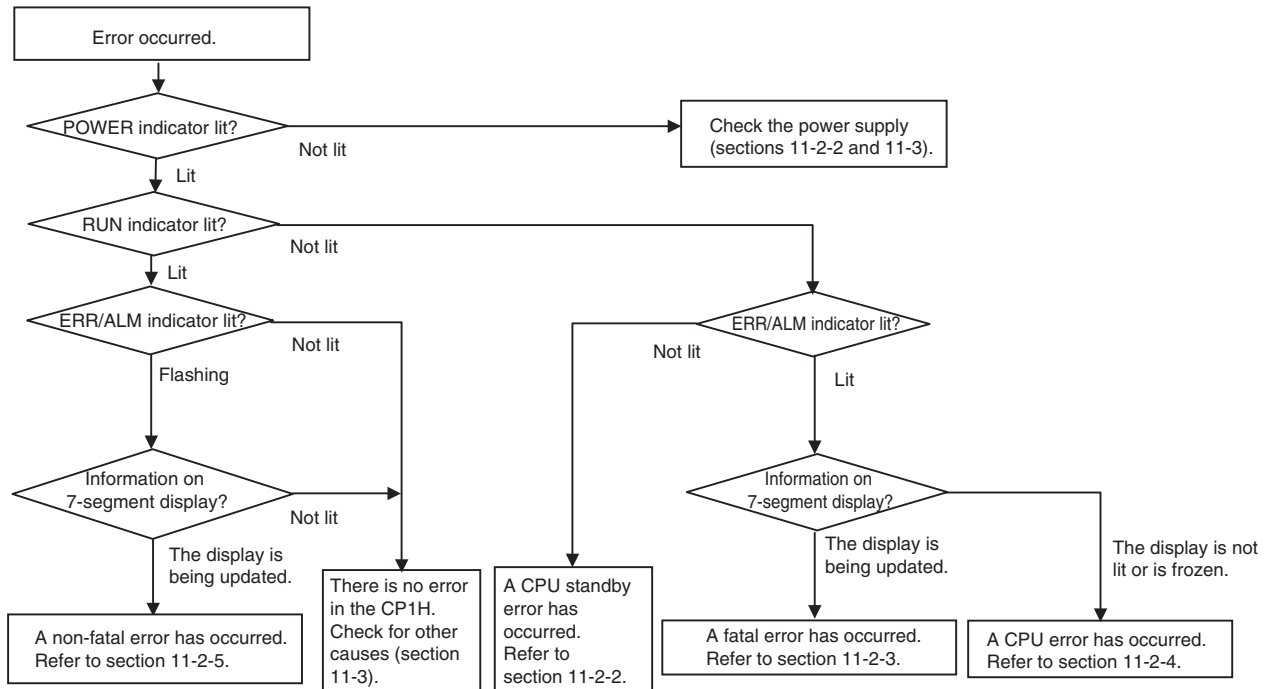 Error occurred.
POWER indicator lit?
Not lit
Check the power supply
(sections 11-2-2 and 11-3).
Lit
RUN indicator lit?
Not lit
Lit
ERR/ALM indicator lit?
Not lit
Flashing
ERR/ALM indicator lit?
Not lit
Lit
Information on
7-segment display?
Not lit
The display is
being updated.
Information on
7-segment display?
The display is
being updated.
The display is not
lit or is frozen.
A non-fatal error has occurred.
Refer to section 11-2-5.
There is no error
in the CP1H.
Check for other
causes (section
11-3).
A CPU standby
error has
occurred.
Refer to
section 11-2-2.
A fatal error has occurred.
Refer to section 11-2-3.
A CPU error has occurred.
Refer to section 11-2-4.